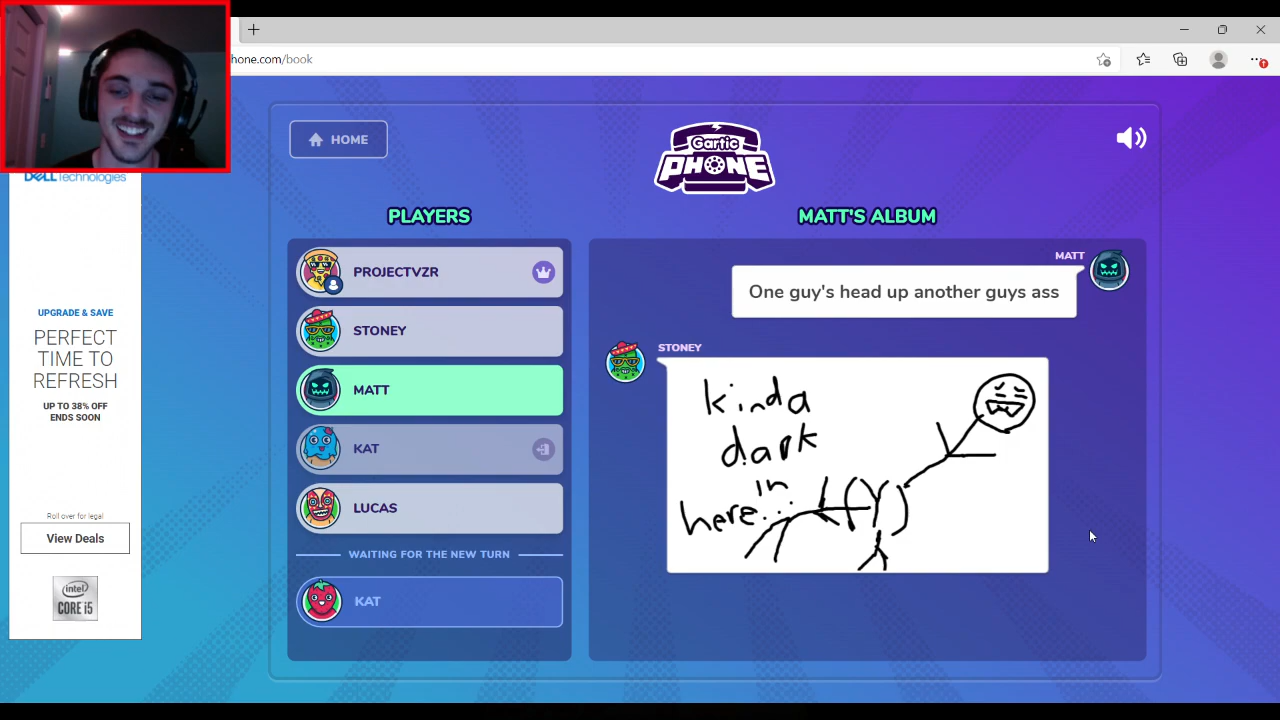 hone.com/book
DELLTechnologies
UPGRADE & SAVE
PERFECT
TIME TO
REFRESH
UP TO 38% OFF
ENDS SOON
Roll over for legal
View Deals
intel
CORE i5
HOME
Gartic
PHONE
PLAYERS
PROJECTVZR
STONEY
MATT
KAT
LUCAS
WAITING FOR THE NEW TURN
KAT
MATT'S ALBUM
MATT
One guy's head up another guys ass
STONEY
kinda
dark
in
here...